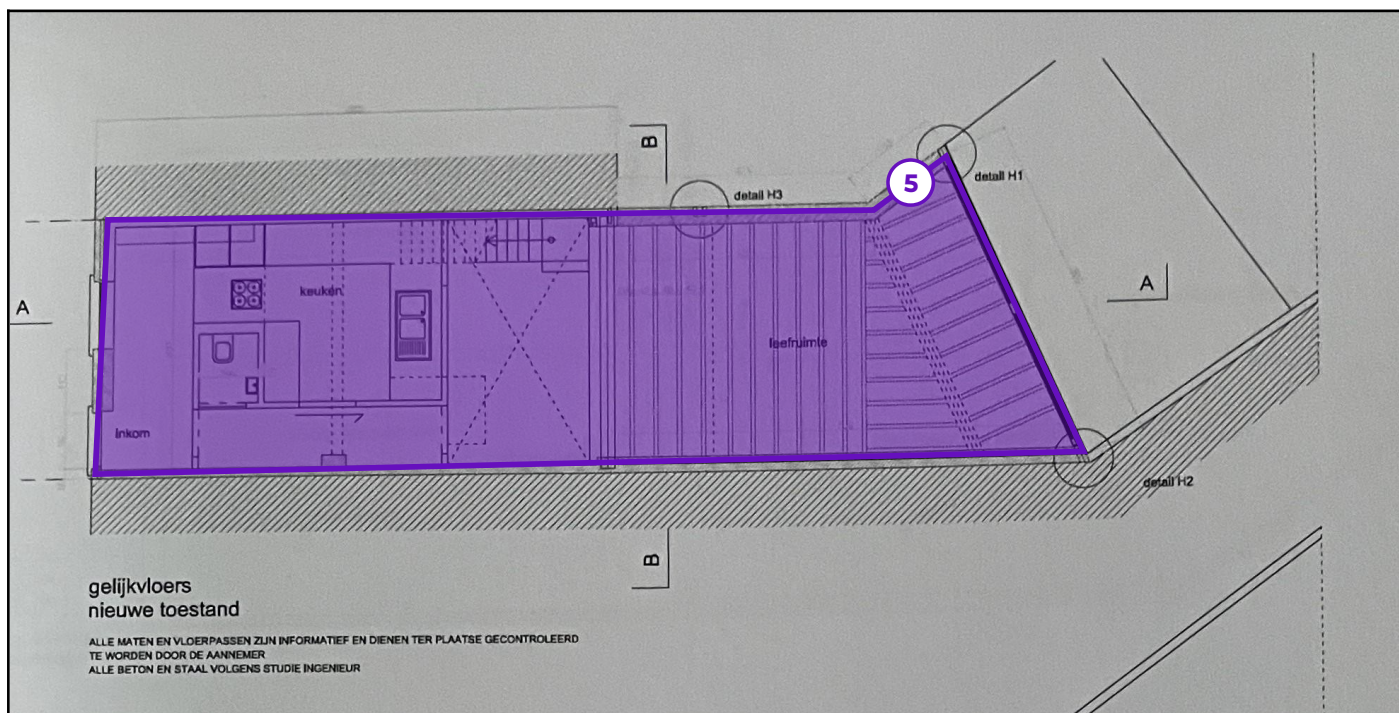 B
5
detail H3
detail H1
A
A
keuken
leefruimte
inkom
detail H2
B
gelijkvloers
nieuwe toestand
ALLE MATEN EN VLOERPASSEN ZIJN INFORMATIEF EN DIENEN TER PLAATSE GECONTROLEERD
TE WORDEN DOOR DE AANNEMER
ALLE BETON EN STAAL VOLGENS STUDIE INGENIEUR